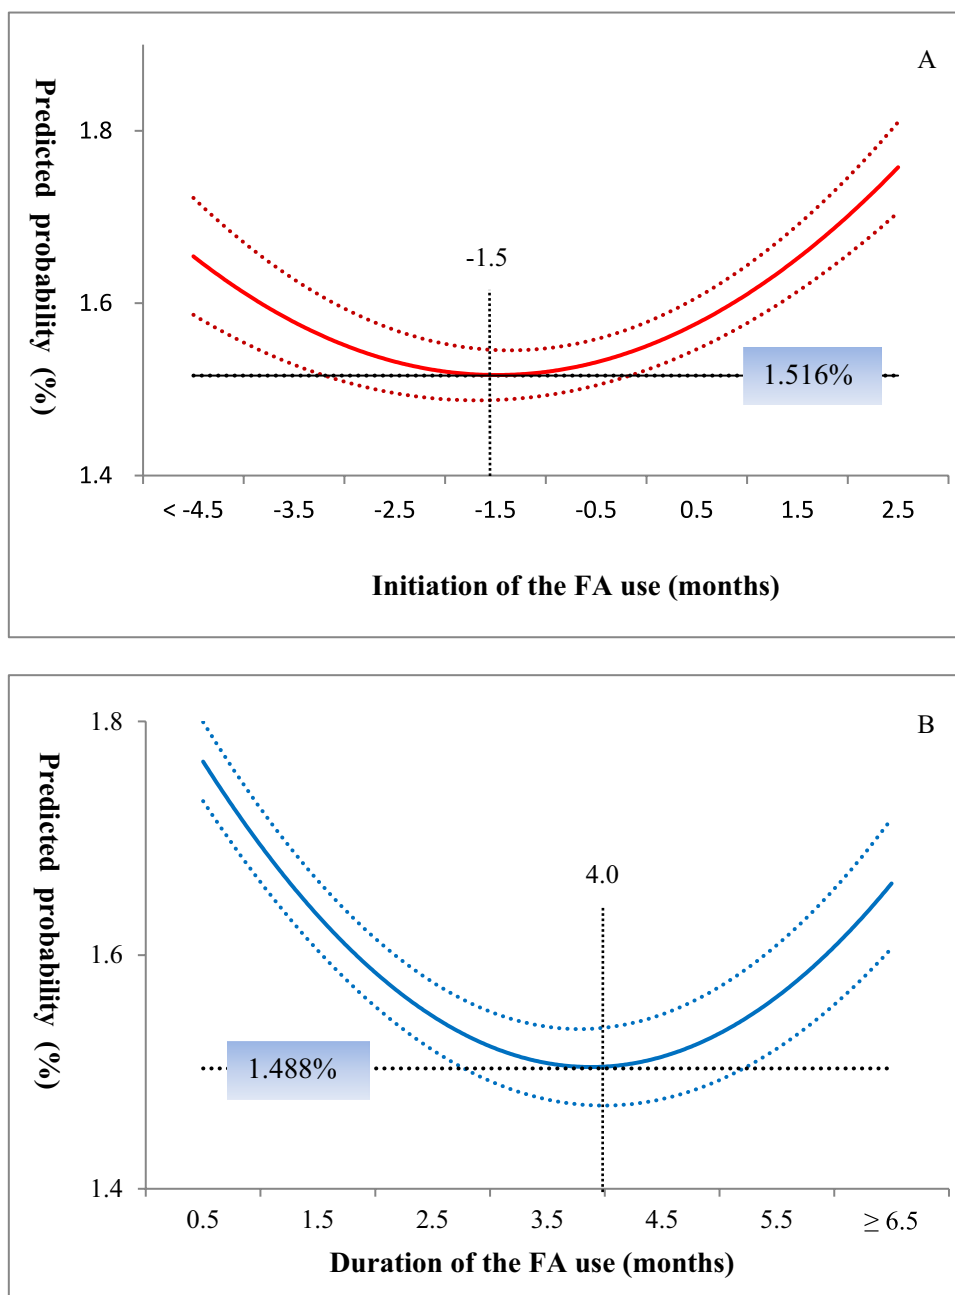 A
Predicted probability (%)
1.8
1.6
1.4
-1.5
1.516%
< -4.5 -3.5 -2.5 -1.5 -0.5 0.5 1.5 2.5
Initiation of the FA use (months)
B
Predicted probability (%)
1.8
1.6
1.4
4.0
1.488%
0.5 1.5 2.5 3.5 4.5 5.5 ≥ 6.5
Duration of the FA use (months)